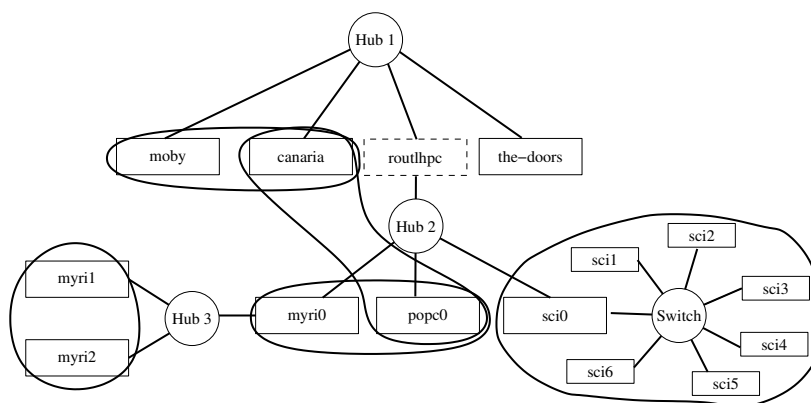 Hub 1
moby
canaria
routlhpc
the−doors
Hub 2
sci2
sci1
myri1
sci3
Hub 3
myri0
popc0
sci0
Switch
myri2
sci4
sci6
sci5